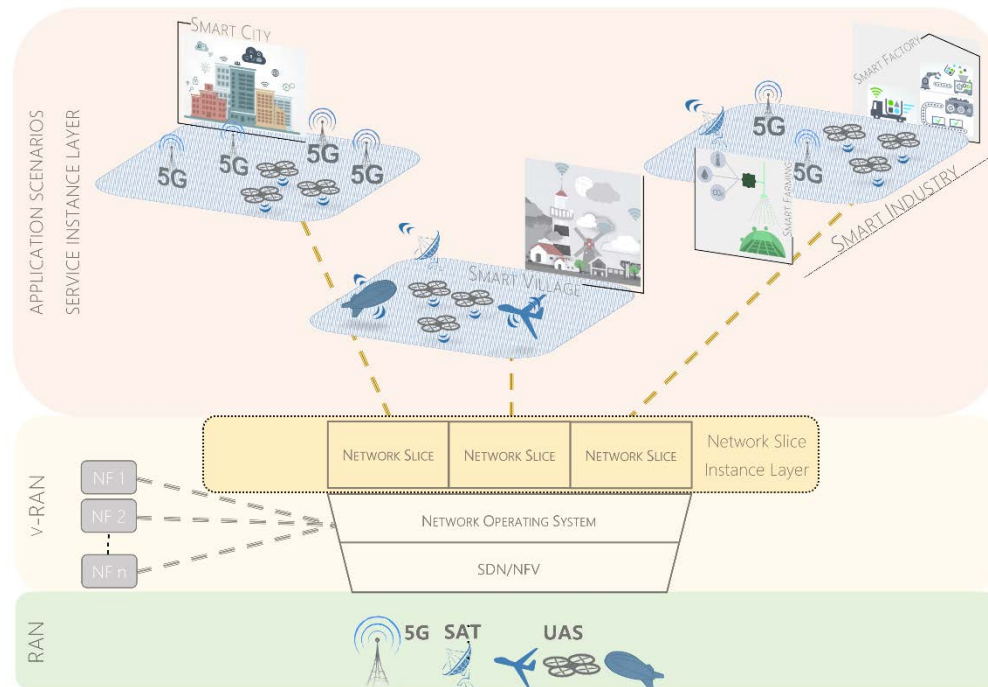 APPLICATION SCENARIOS
SERVICE INSTANCE LAYER
SMART CITY
5G
5G
5G
5G
SMART VILLAGE
5G
5G
SMART FACTORY
SMART FARMING
CO₂
SMART INDUSTRY
V-RAN
NF 1
NF 2
NF n
NETWORK SLICE
NETWORK SLICE
NETWORK SLICE
Network Slice
Instance Layer
NETWORK OPERATING SYSTEM
SDN/NFV
RAN
5G
SAT
UAS